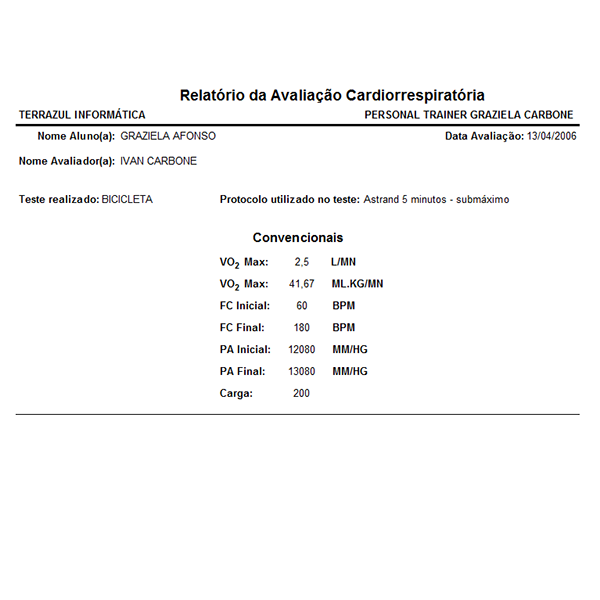 Relatório da Avaliação Cardiorrespiratória
TERRAZUL INFORMÁTICA PERSONAL TRAINER GRAZIELA CARBONE
Nome Aluno(a): GRAZIELA AFONSO Data Avaliação: 13/04/2006
Nome Avaliador(a): IVAN CARBONE
Teste realizado: BICICLETA Protocolo utilizado no teste: Astrand 5 minutos - submáximo
Convencionais
VO2 Max: 2,5 L/MN
VO2 Max: 41,67 ML.KG/MN
FC Inicial: 60 BPM
FC Final: 180 BPM
PA Inicial: 12080 MM/HG
PA Final: 13080 MM/HG
Carga: 200